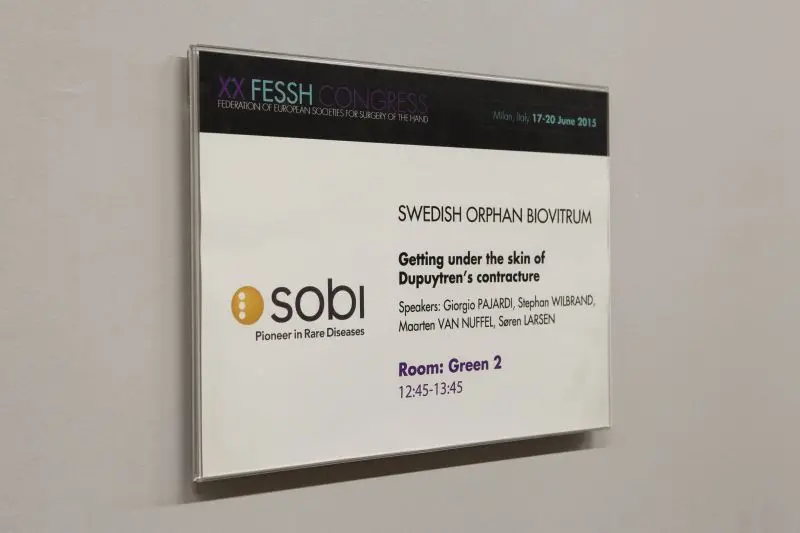 XX FESSH CONGRESS
FEDERATION OF EUROPEAN SOCIETIES FOR SURGERY OF THE HAND
Milan, Italy 17-20 June 2015
SWEDISH ORPHAN BIOVITRUM
Getting under the skin of
Dupuytren's contracture
Speakers: Giorgio PAJARDI, Stephan WILBRAND,
Maarten VAN NUFFEL, Søren LARSEN
sobi
Pioneer in Rare Diseases
Room: Green 2
12:45-13:45